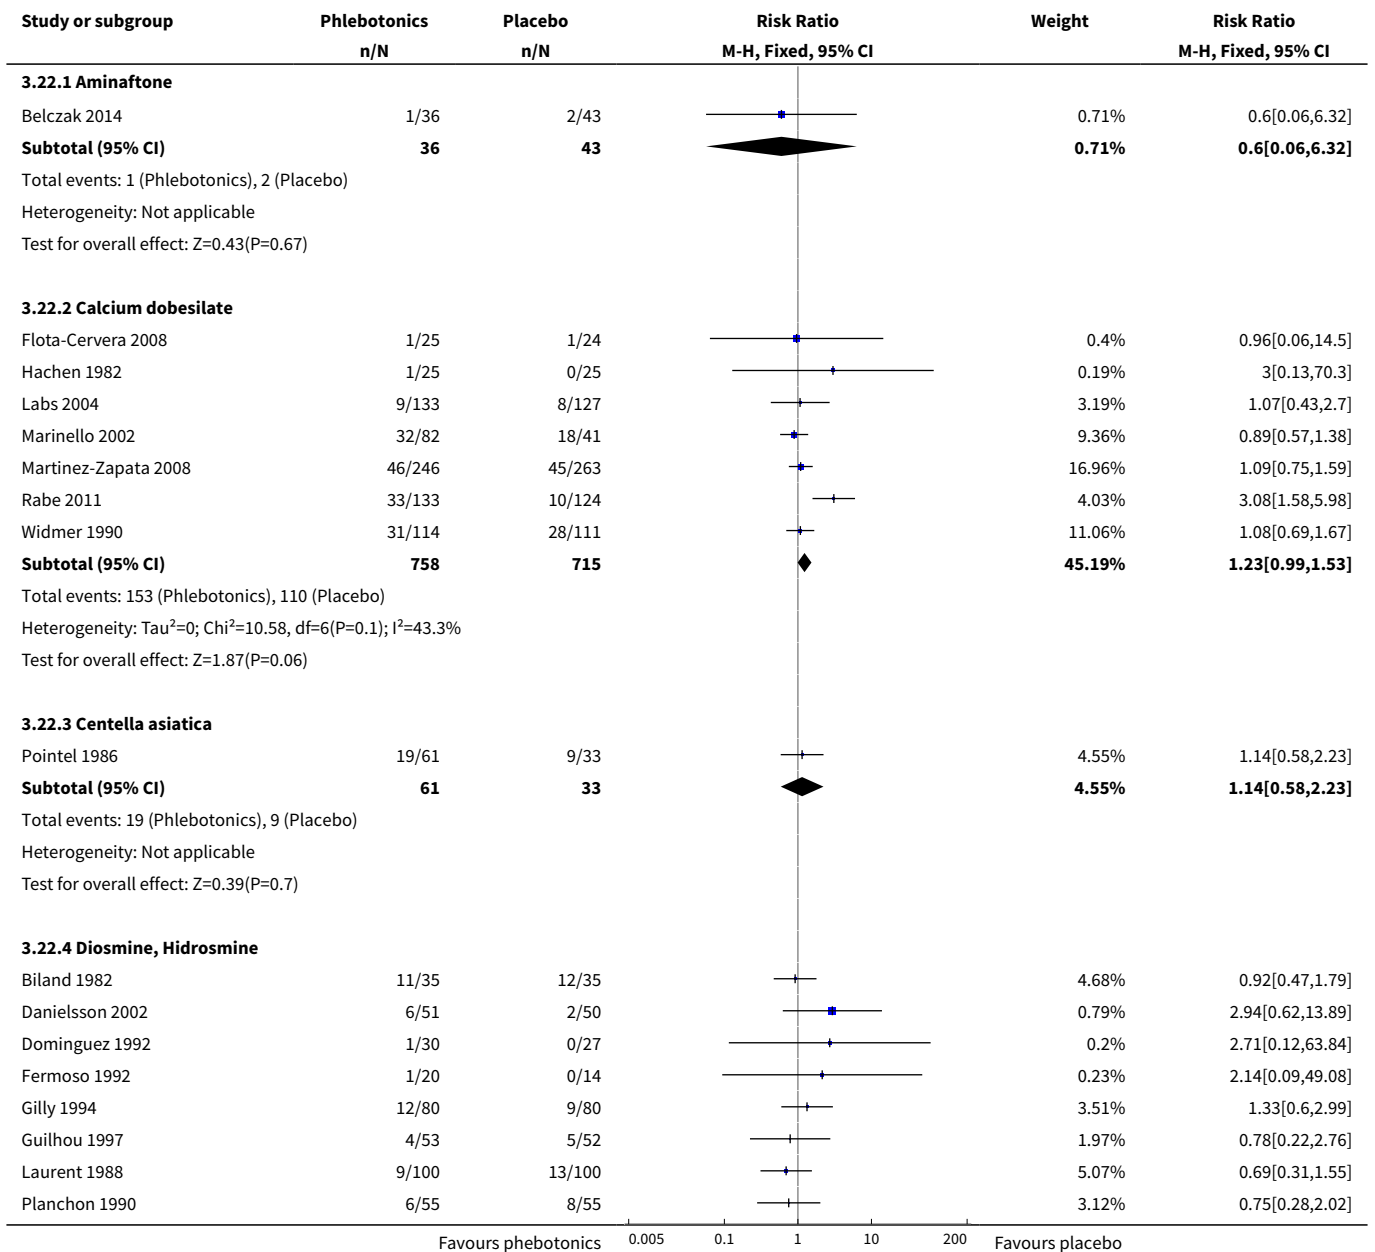 Study or subgroup Phlebotonics Placebo Risk Ratio Weight Risk Ratio
n/N n/N M-H, Fixed, 95% CI M-H, Fixed, 95% CI
3.22.1 Aminaftone
Belczak 2014 1/36 2/43 0.71% 0.6[0.06,6.32]
Subtotal (95% CI) 36 43 0.71% 0.6[0.06,6.32]
Total events: 1 (Phlebotonics), 2 (Placebo)
Heterogeneity: Not applicable
Test for overall effect: Z=0.43(P=0.67)
3.22.2 Calcium dobesilate
Flota-Cervera 2008 1/25 1/24 0.4% 0.96[0.06,14.5]
Hachen 1982 1/25 0/25 0.19% 3[0.13,70.3]
Labs 2004 9/133 8/127 3.19% 1.07[0.43,2.7]
Marinello 2002 32/82 18/41 9.36% 0.89[0.57,1.38]
Martinez-Zapata 2008 46/246 45/263 16.96% 1.09[0.75,1.59]
Rabe 2011 33/133 10/124 4.03% 3.08[1.58,5.98]
Widmer 1990 31/114 28/111 11.06% 1.08[0.69,1.67]
Subtotal (95% CI) 758 715 45.19% 1.23[0.99,1.53]
Total events: 153 (Phlebotonics), 110 (Placebo)
Heterogeneity: Tau²=0; Chi²=10.58, df=6(P=0.1); I²=43.3%
Test for overall effect: Z=1.87(P=0.06)
3.22.3 Centella asiatica
Pointel 1986 19/61 9/33 4.55% 1.14[0.58,2.23]
Subtotal (95% CI) 61 33 4.55% 1.14[0.58,2.23]
Total events: 19 (Phlebotonics), 9 (Placebo)
Heterogeneity: Not applicable
Test for overall effect: Z=0.39(P=0.7)
3.22.4 Diosmine, Hidrosmine
Biland 1982 11/35 12/35 4.68% 0.92[0.47,1.79]
Danielsson 2002 6/51 2/50 0.79% 2.94[0.62,13.89]
Dominguez 1992 1/30 0/27 0.2% 2.71[0.12,63.84]
Fermoso 1992 1/20 0/14 0.23% 2.14[0.09,49.08]
Gilly 1994 12/80 9/80 3.51% 1.33[0.6,2.99]
Guilhou 1997 4/53 5/52 1.97% 0.78[0.22,2.76]
Laurent 1988 9/100 13/100 5.07% 0.69[0.31,1.55]
Planchon 1990 6/55 8/55 3.12% 0.75[0.28,2.02]
Favours phebotonics 0.005 0.1 1 10 200 Favours placebo